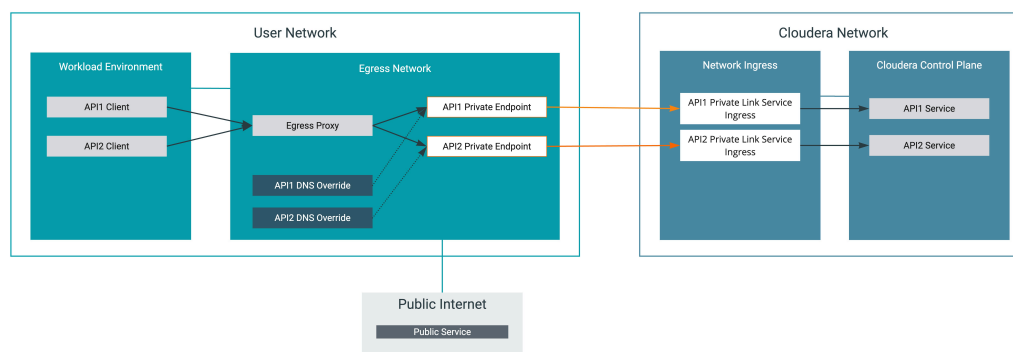 User Network
Cloudera Network
Workload Environment
Egress Network
Network Ingress
Cloudera Control Plane
API1 Client
API2 Client
Egress Proxy
API1 Private Endpoint
API2 Private Endpoint
API1 DNS Override
API2 DNS Override
API1 Private Link Service
Ingress
API2 Private Link Service
Ingress
API1 Service
API2 Service
Public Internet
Public Service